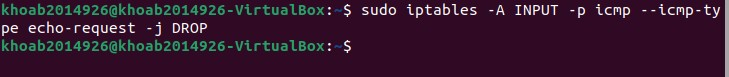 khoab2014926@khoab2014926-VirtualBox:~$ sudo iptables -A INPUT -p icmp --icmp-ty
pe echo-request -j DROP
khoab2014926@khoab2014926-VirtualBox:~$